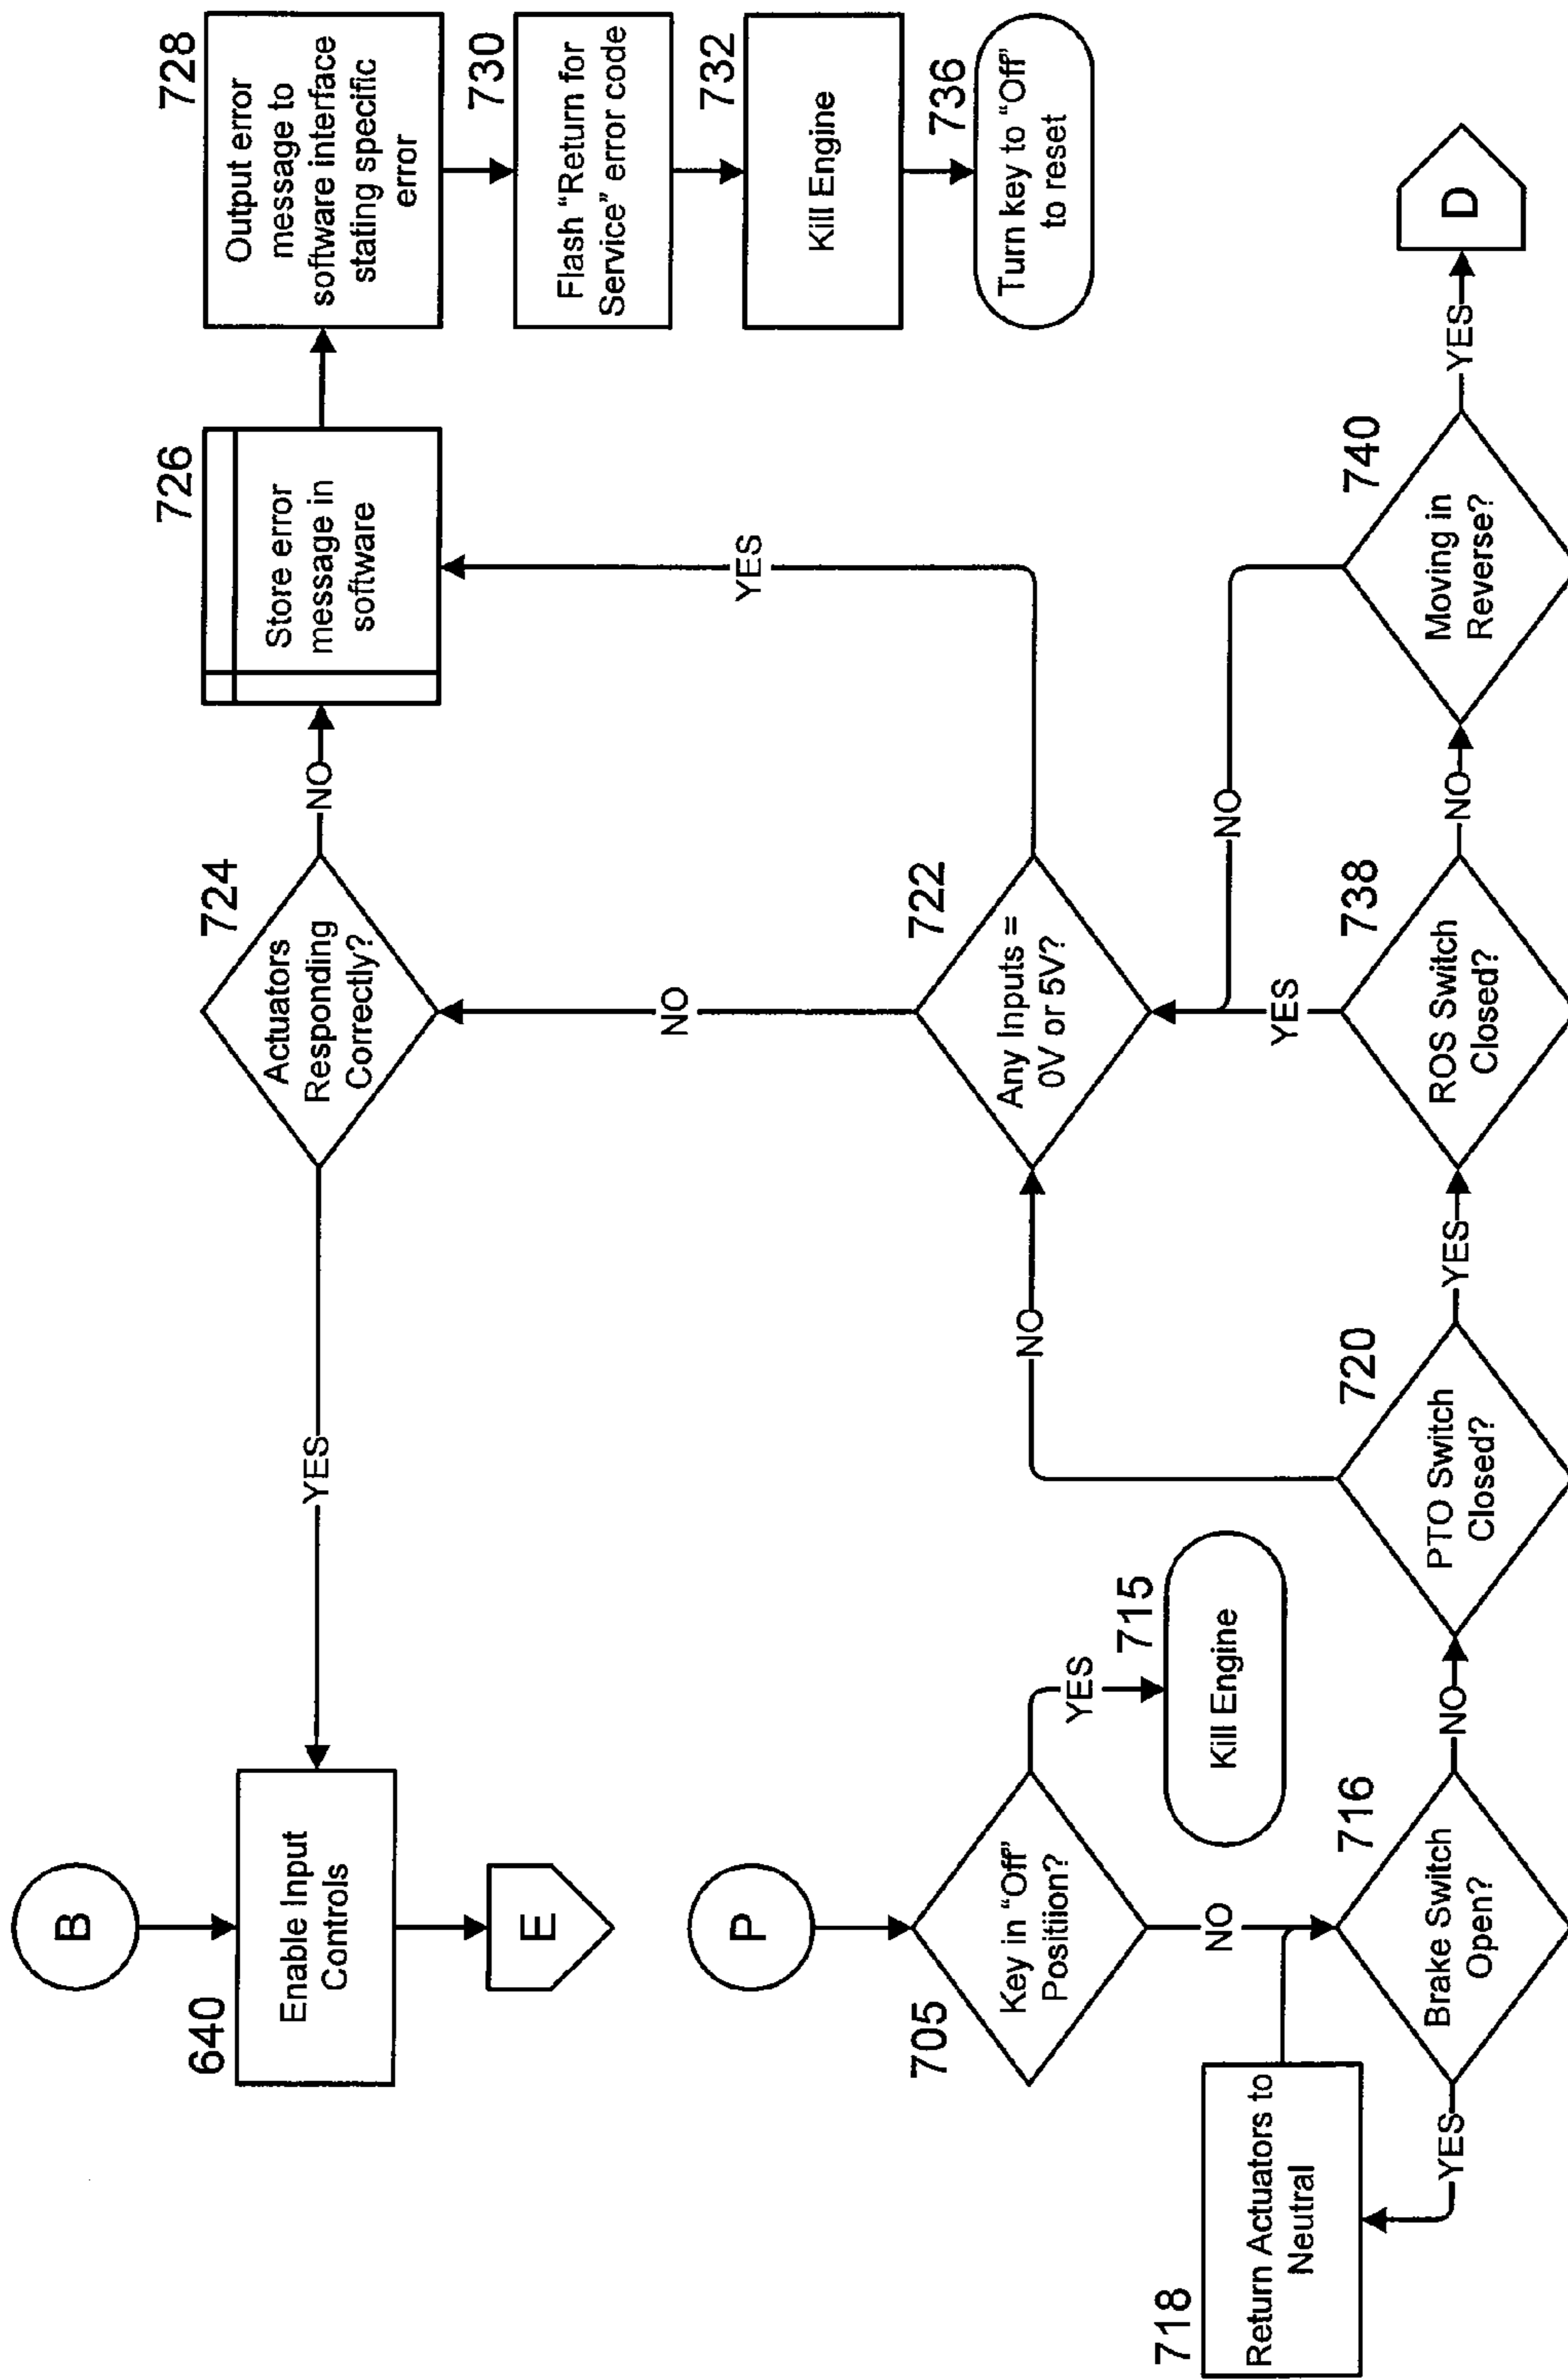 B
640
Enable Input
Controls
E
YES
724
Actuators
Responding
Correctly?
NO
726
Store error
message in
software
728
Output error
message to
software interface
stating specific
error
730
Flash "Return for
Service" error code
732
Kill Engine
736
Turn key to "Off"
to reset
P
705
Key in "Off"
Positiion?
YES
715
Kill Engine
NO
718
Return Actuators to
Neutral
YES
716
Brake Switch
Open?
NO
720
PTO Switch
Closed?
NO
YES
722
Any Inputs =
0V or 5V?
NO
YES
738
ROS Switch
Closed?
YES
NO
740
Moving in
Reverse?
NO
YES
D